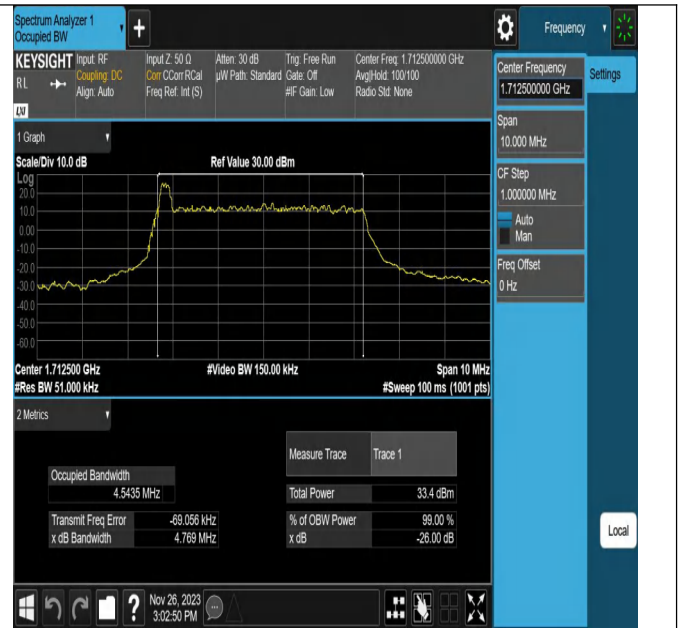 Spectrum Analyzer 1
Occupied BW
+
Frequency
KEYSIGHT
RL
LXI
Input: RF
Coupling: DC
Align: Auto
Input Z: 50 Ω
Corr CCorr RCal
Freq Ref: Int (S)
Atten: 30 dB
µW Path: Standard
Trig: Free Run
Gate: Off
#IF Gain: Low
Center Freq: 1.712500000 GHz
Avg|Hold: 100/100
Radio Std: None
Center Frequency
1.712500000 GHz
Settings
Span
10.000 MHz
CF Step
1.000000 MHz
Auto
Man
Freq Offset
0 Hz
Local
1 Graph
Scale/Div 10.0 dB
Ref Value 30.00 dBm
Log
20.0
10.0
0.00
-10.0
-20.0
-30.0
-40.0
-50.0
-60.0
Center 1.712500 GHz
#Video BW 150.00 kHz
Span 10 MHz
#Res BW 51.000 kHz
#Sweep 100 ms (1001 pts)
2 Metrics
Measure Trace
Trace 1
Occupied Bandwidth
4.5435 MHz
Total Power
33.4 dBm
Transmit Freq Error
-69.056 kHz
% of OBW Power
99.00 %
x dB Bandwidth
4.769 MHz
x dB
-26.00 dB
?
Nov 26, 2023
3:02:50 PM